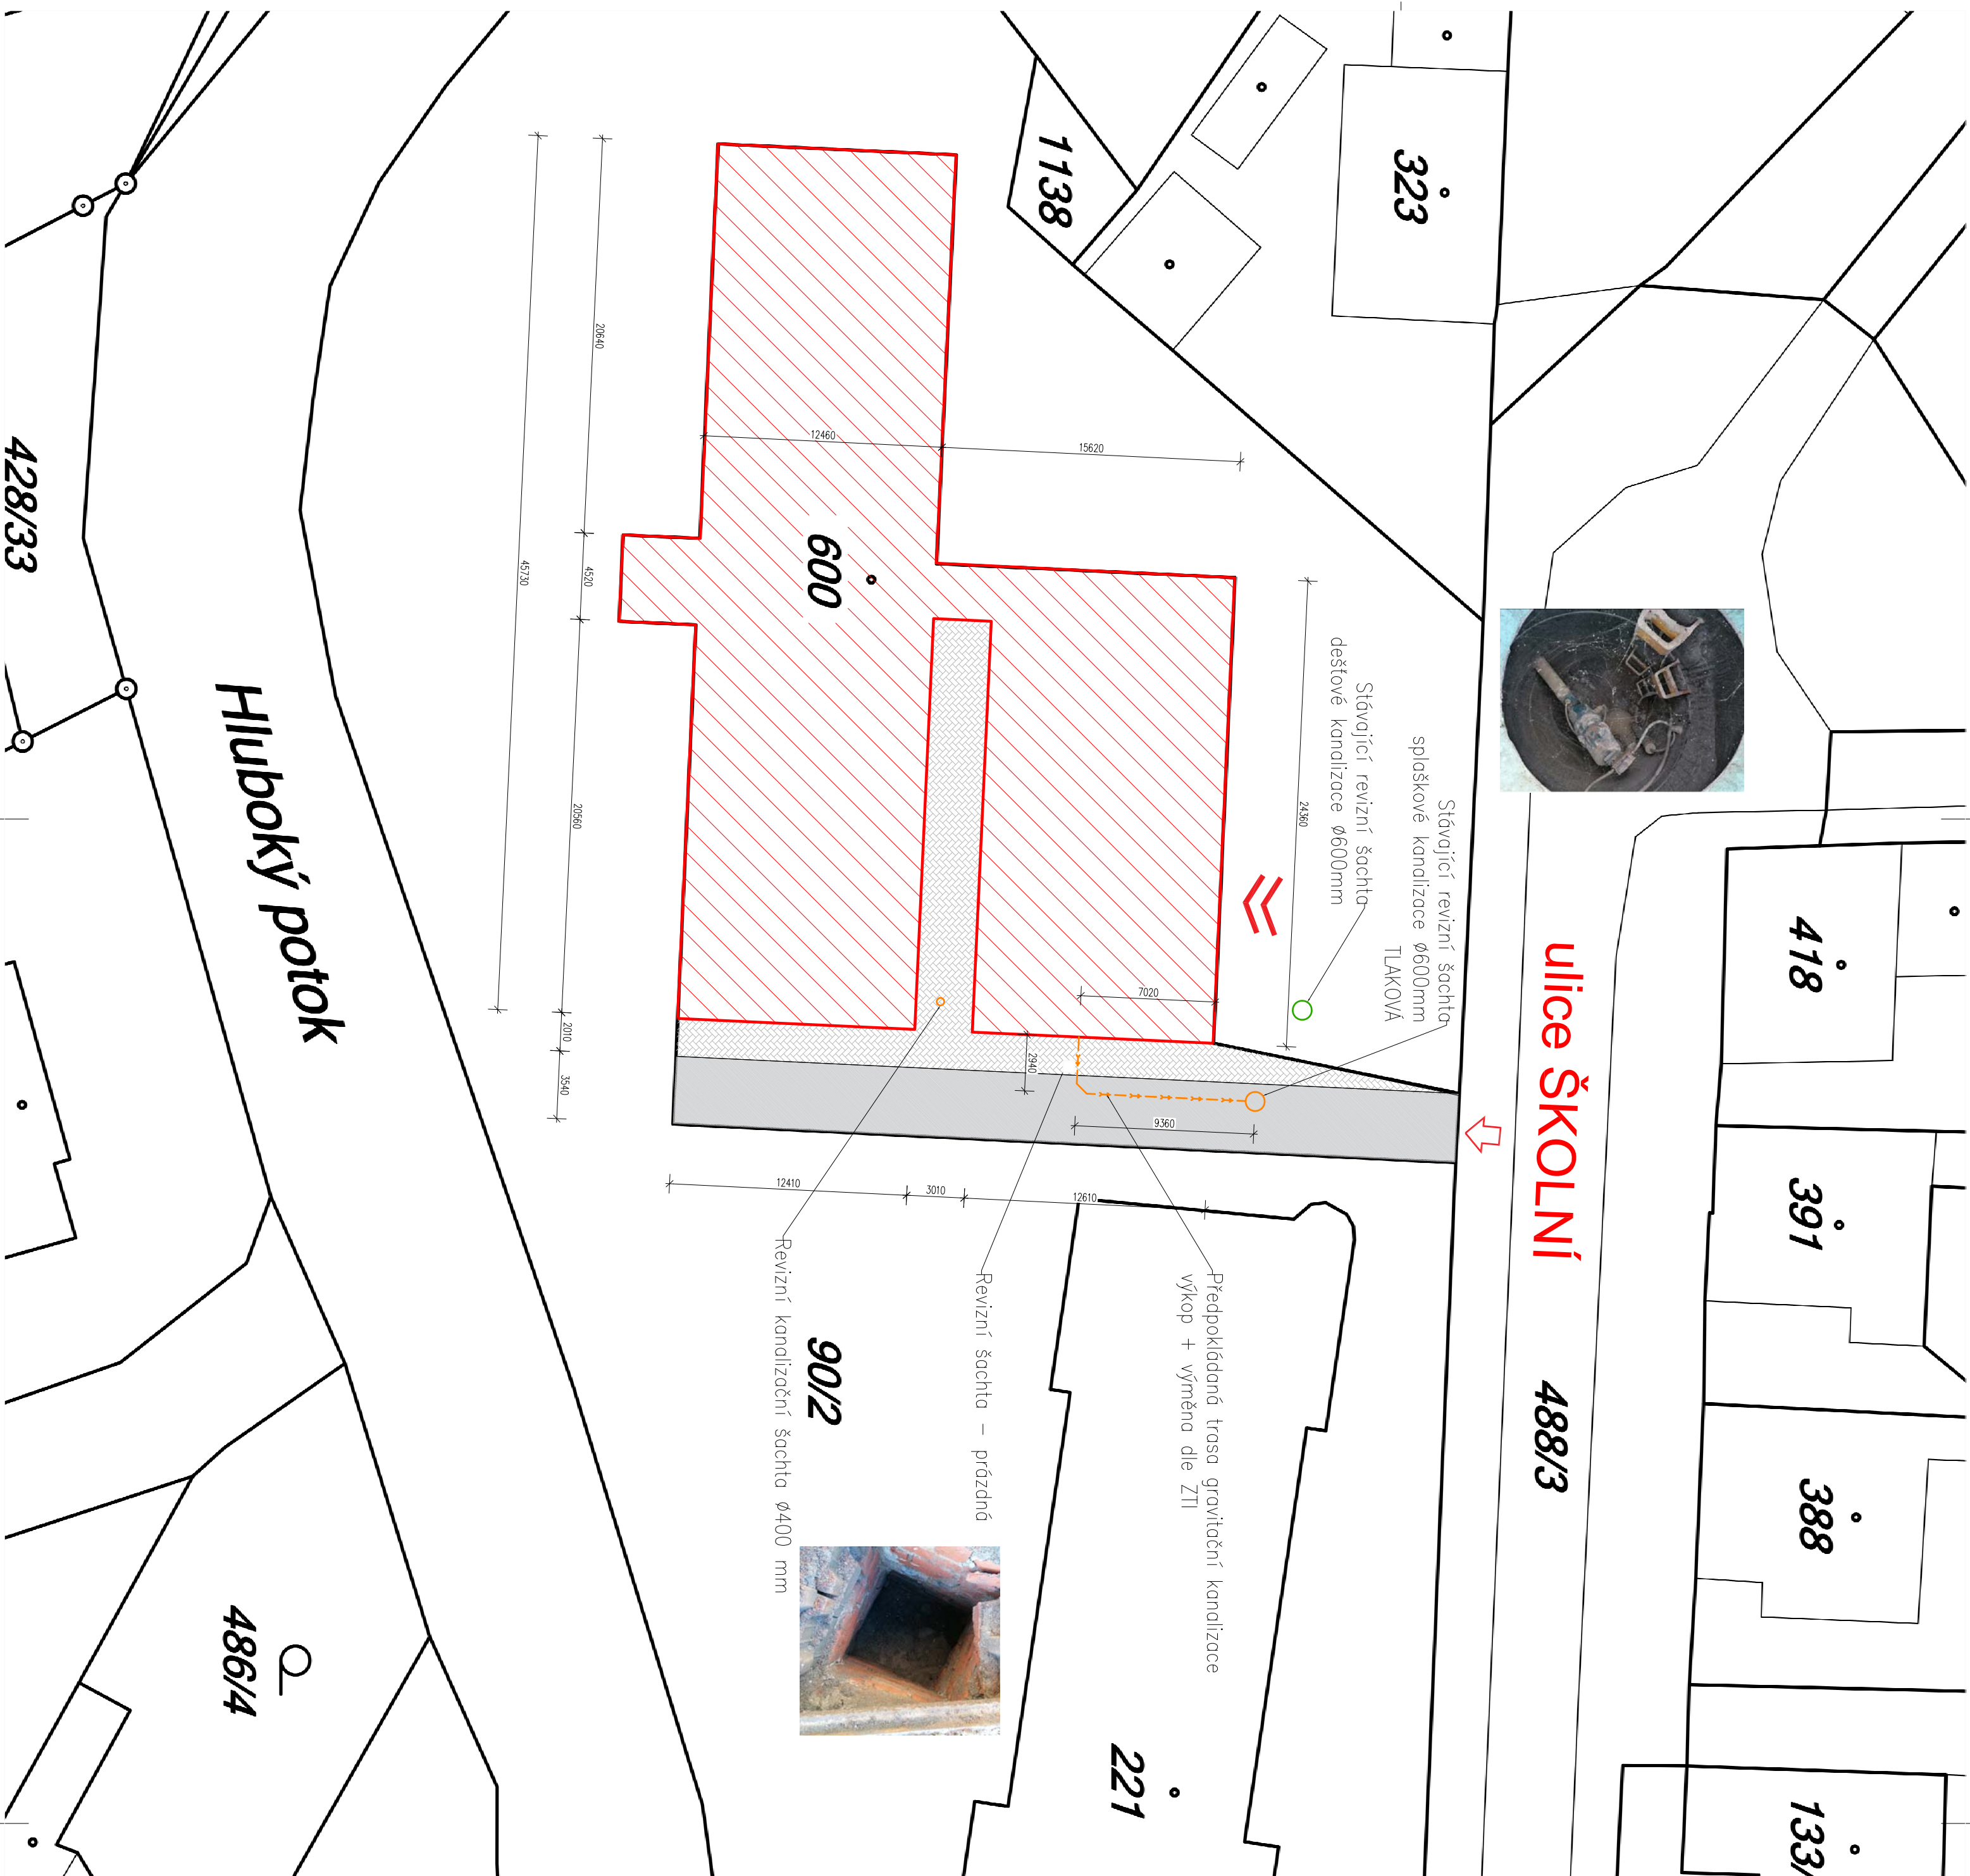 ulice ŠKOLNÍ
488/3
418
391
388
133/
323
1138
Stávající revizní šachta
splaškové kanalizace Ø600mm
TLAKOVÁ
Stávající revizní šachta
dešťové kanalizace Ø600mm
24360
15620
12460
7020
2940
9360
600
20640
4520
20560
2010
3540
45730
12410
3010
12610
Předpokládaná trasa gravitační kanalizace
výkop + výměna dle ZTI
Revizní šachta – prázdná
Revizní kanalizační šachta Ø400 mm
221
90/2
Hluboký potok
428/33
486/4